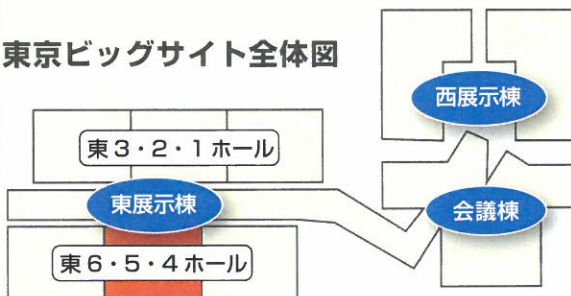 東京ビッグサイト全体図
西展示棟
東3・2・1ホール
東展示棟
会議棟
東6・5・4ホール